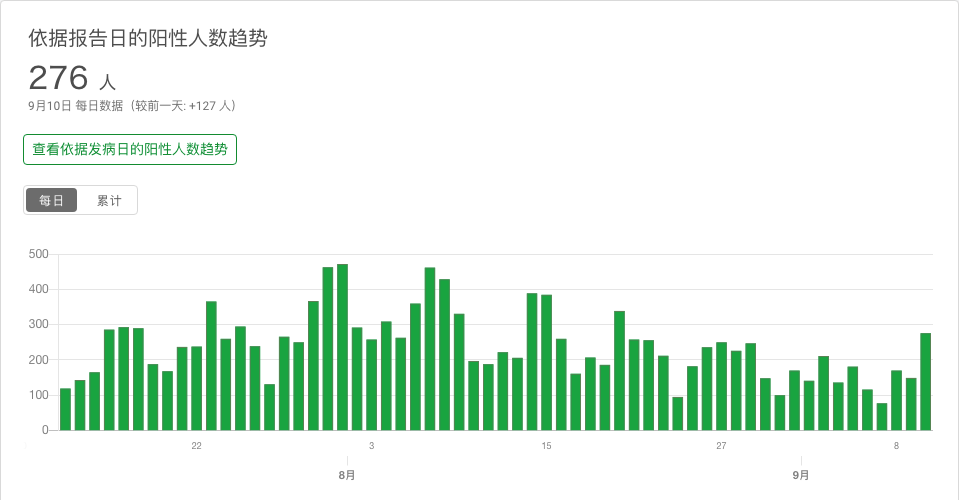 依据报告日的阳性人数趋势
276 人
9月10日 每日数据（较前一天: +127 人）
查看依据发病日的阳性人数趋势
每日 累计
500
400
300
200
100
0
22 3 15 27 8
8月 9月